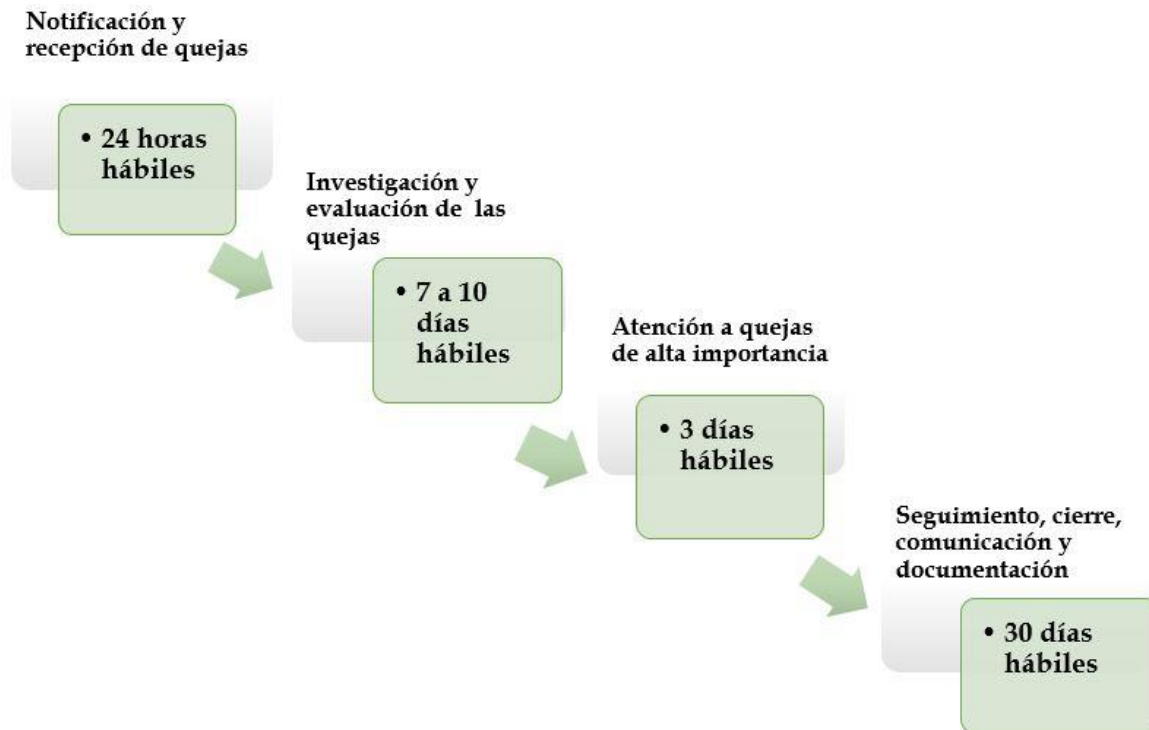 Notificación y
recepción de quejas
• 24 horas
hábiles
Investigación y
evaluación de las
quejas
• 7 a 10
días
hábiles
Atención a quejas
de alta importancia
• 3 días
hábiles
Seguimiento, cierre,
comunicación y
documentación
• 30 días
hábiles